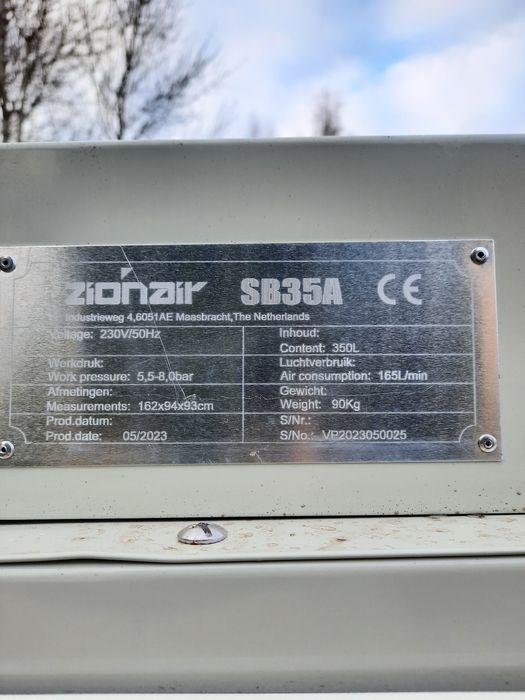 zionair SB35A CE
Industrieweg 4,6051AE Maasbracht,The Netherlands
Voltage: 230V/50Hz
Inhoud:
Content: 350L
Werkdruk:
Work pressure: 5,5-8,0bar
Luchtverbruik:
Air consumption: 165L/min
Afmetingen:
Measurements: 162x94x93cm
Gewicht:
Weight: 90Kg
Prod.datum:
Prod.date: 05/2023
S/Nr.:
S/No.: VP2023050025